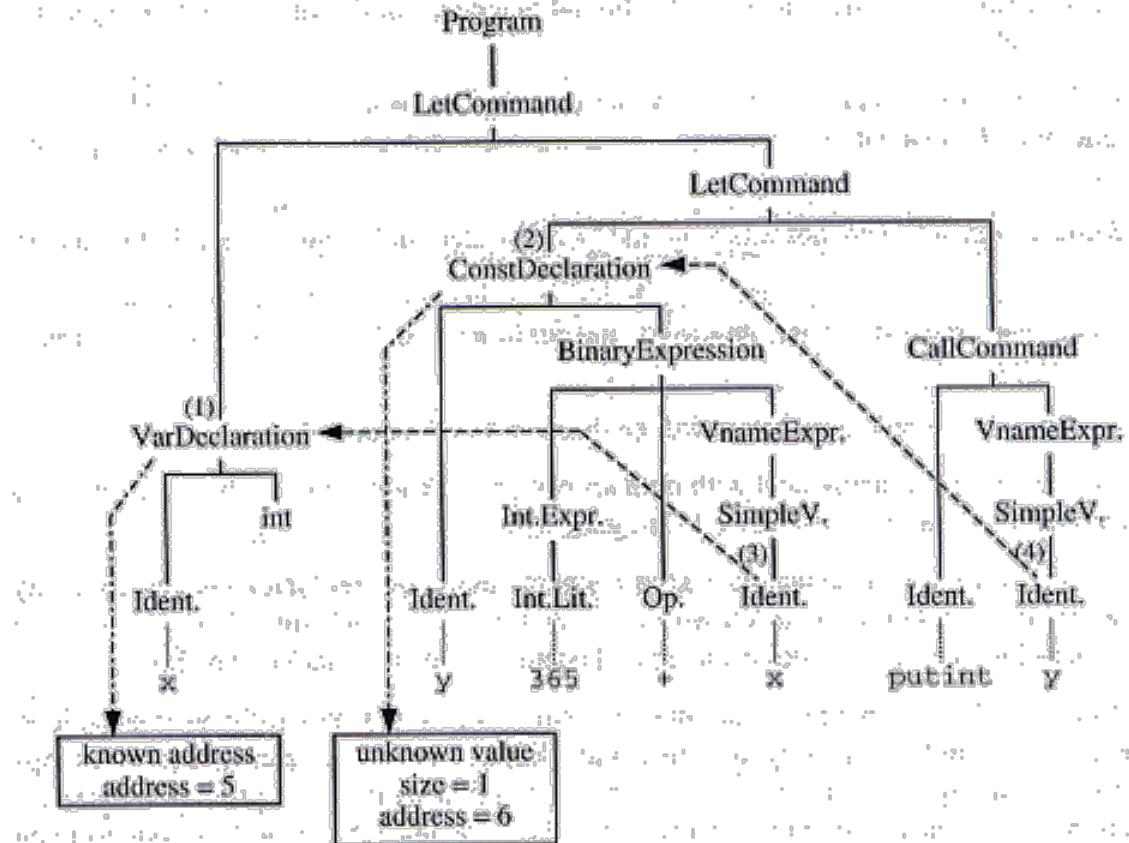 Program
LetCommand
LetCommand
(2)
ConstDeclaration
BinaryExpression
CallCommand
(1)
VarDeclaration
VnameExpr.
VnameExpr.
int
Int.Expr.
SimpleV.
SimpleV.
(3)
(4)
Ident.
Ident.
Int.Lit.
Op.
Ident.
Ident.
Ident.
x
y
365
+
x
putint
y
known address
address = 5
unknown value
size = 1
address = 6